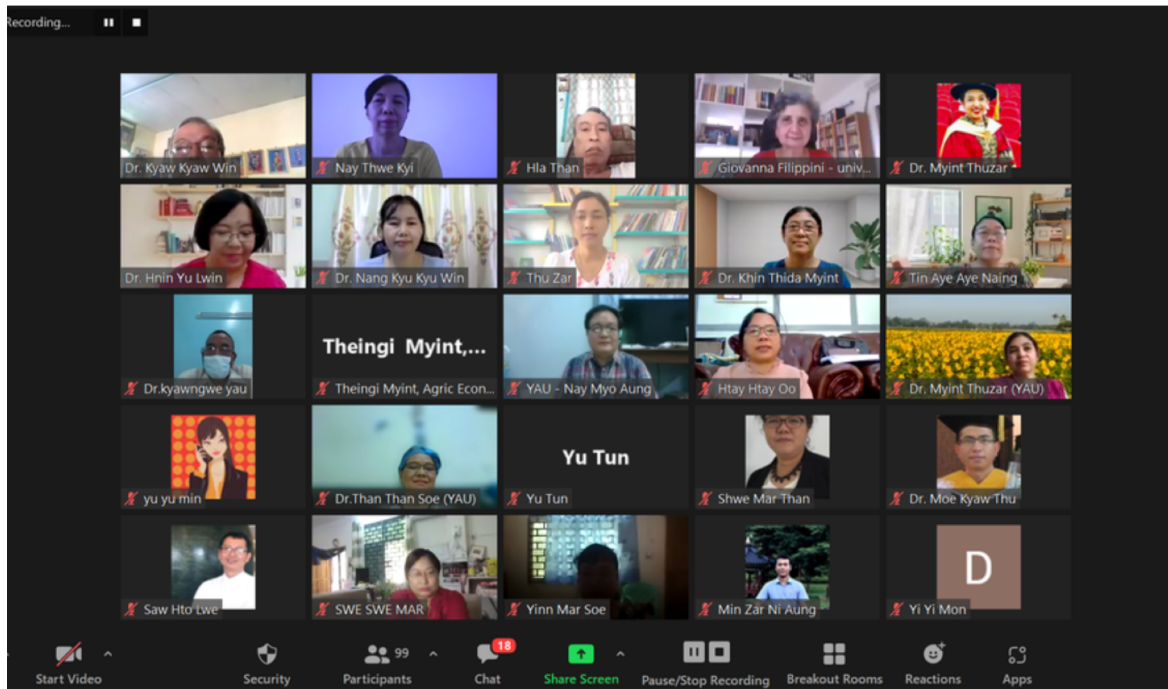 Recording...
Dr. Kyaw Kyaw Win
Nay Thwe Kyi
Hla Than
Giovanna Filippini - univ...
Dr. Myint Thuzar
Dr. Hnin Yu Lwin
Dr. Nang Kyu Kyu Win
Thu Zar
Dr. Khin Thida Myint
Tin Aye Aye Naing
Dr.kyawngwe yau
Theingi Myint,...
Theingi Myint, Agric Econ...
YAU - Nay Myo Aung
Htay Htay Oo
Dr. Myint Thuzar (YAU)
yu yu min
Dr.Than Than Soe (YAU)
Yu Tun
Yu Tun
Shwe Mar Than
Dr. Moe Kyaw Thu
Saw Hto Lwe
SWE SWE MAR
Yinn Mar Soe
Min Zar Ni Aung
D
Yi Yi Mon
99
18
Start Video
Security
Participants
Chat
Share Screen
Pause/Stop Recording
Breakout Rooms
Reactions
Apps